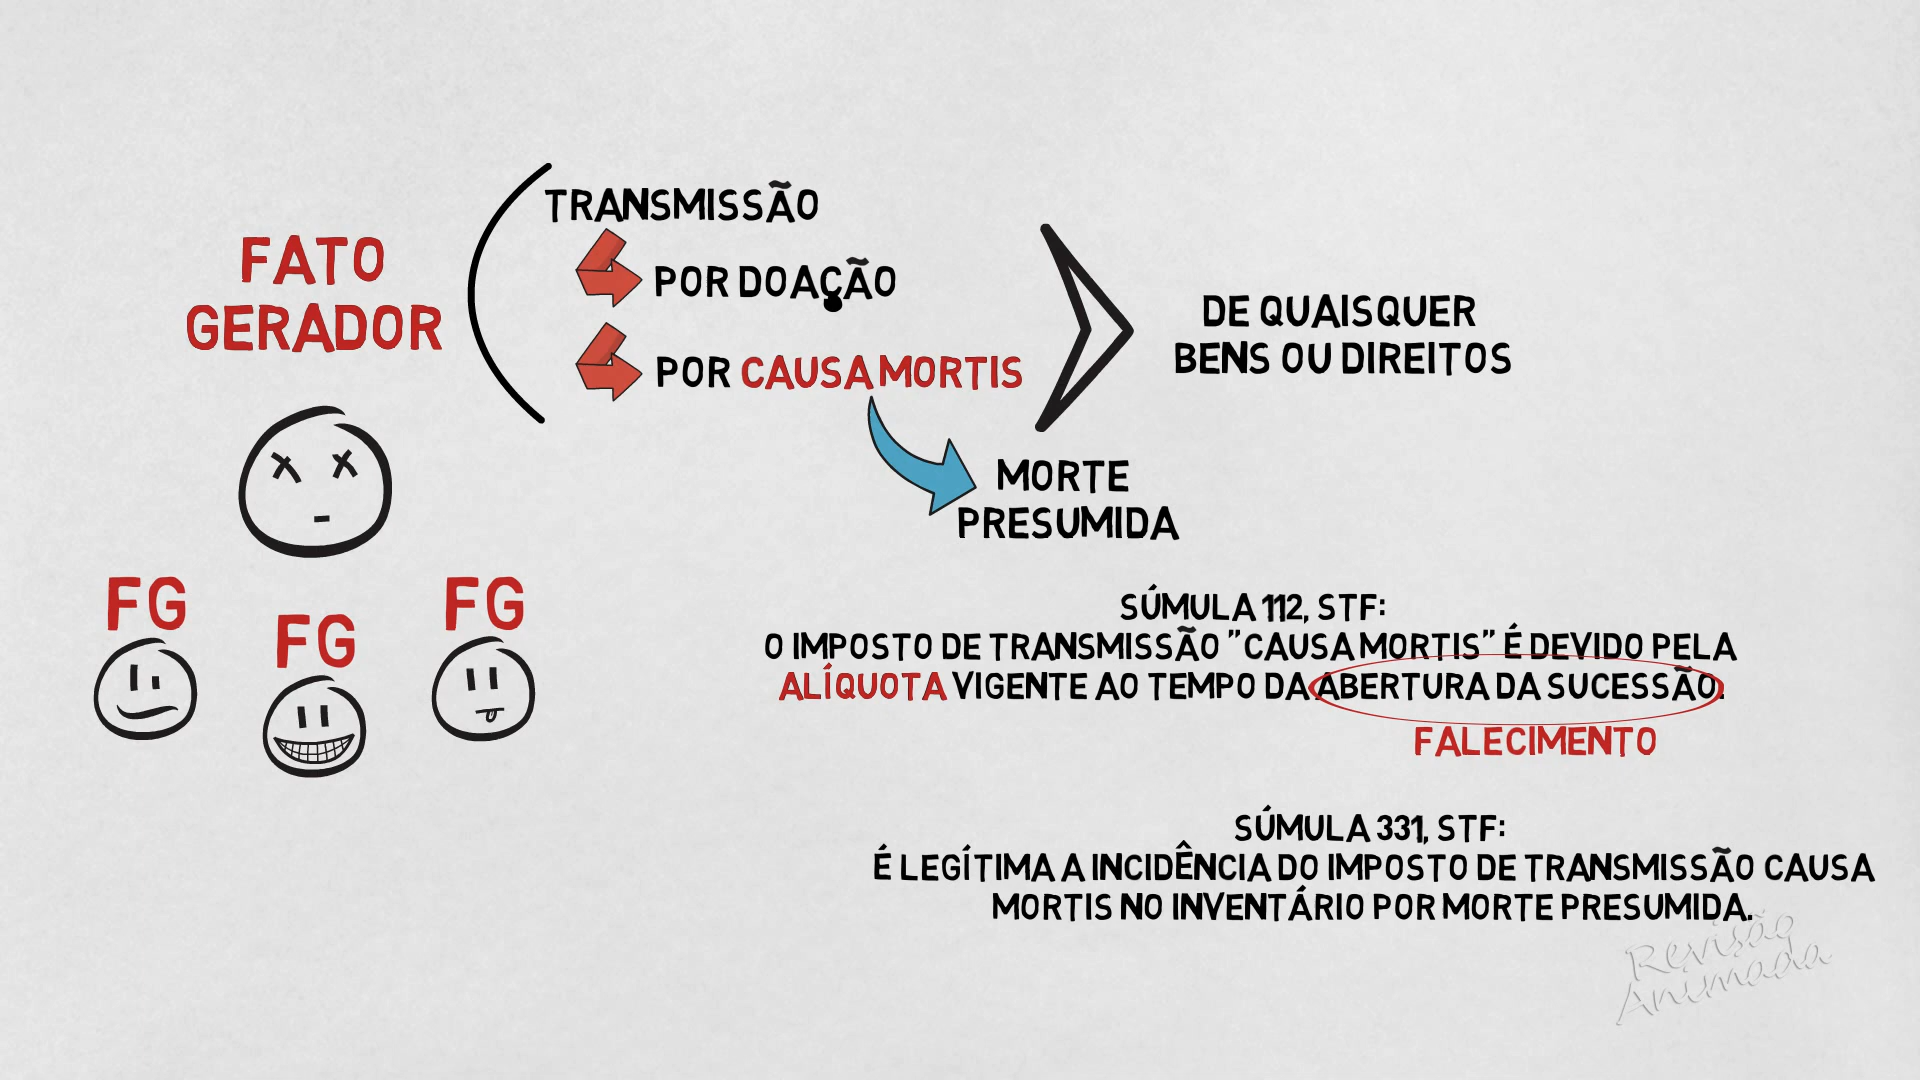 FATO
GERADOR
TRANSMISSÃO
POR DOAÇÃO
POR CAUSA MORTIS
DE QUAISQUER
BENS OU DIREITOS
MORTE
PRESUMIDA
FG
FG
FG
SÚMULA 112, STF:
O IMPOSTO DE TRANSMISSÃO "CAUSA MORTIS" É DEVIDO PELA
ALÍQUOTA VIGENTE AO TEMPO DA ABERTURA DA SUCESSÃO.
FALECIMENTO
SÚMULA 331, STF:
É LEGÍTIMA A INCIDÊNCIA DO IMPOSTO DE TRANSMISSÃO CAUSA
MORTIS NO INVENTÁRIO POR MORTE PRESUMIDA.
Revisão
Animada